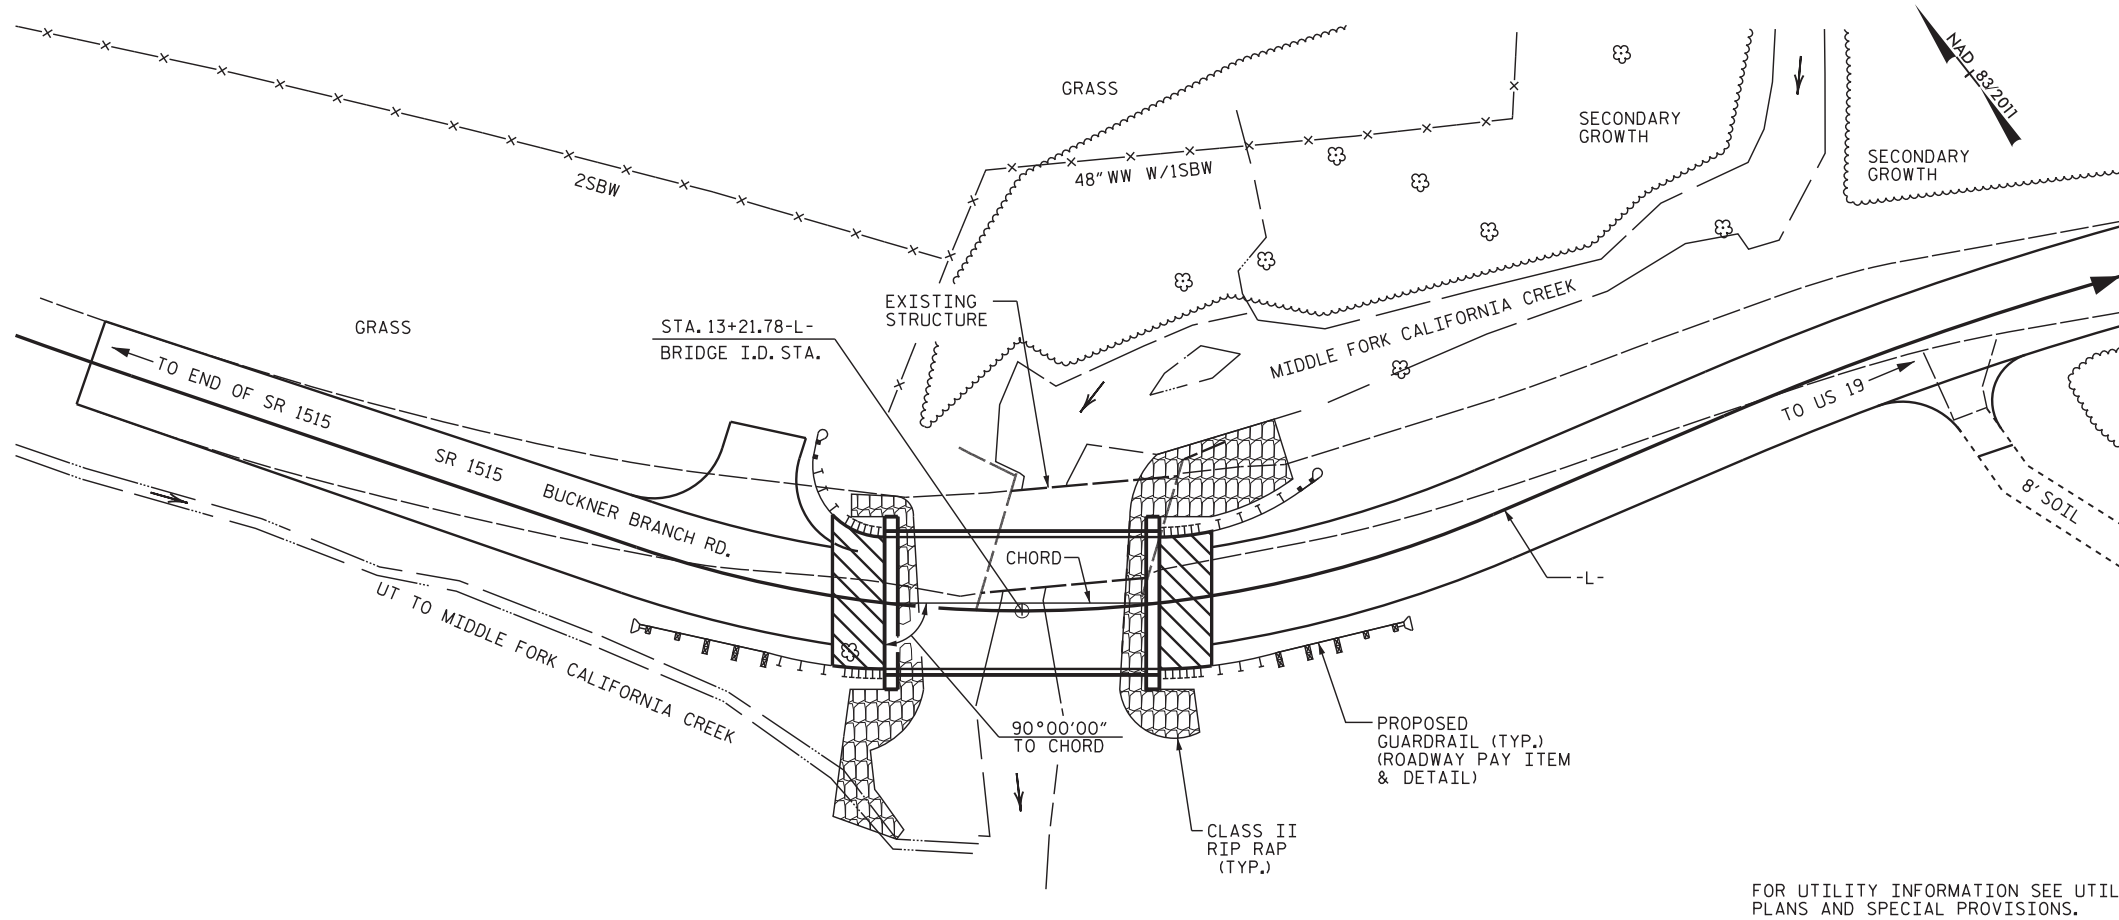 GRASS
NAD 83/2011
SECONDARY
GROWTH
SECONDARY
GROWTH
2SBW
48" WW W/1SBW
EXISTING
STRUCTURE
MIDDLE FORK CALIFORNIA CREEK
GRASS
STA. 13+21.78-L-
BRIDGE I.D. STA.
TO END OF SR 1515
TO US 19
SR 1515 BUCKNER BRANCH RD.
8' SOIL
CHORD
-L-
UT TO MIDDLE FORK CALIFORNIA CREEK
90°00'00"
TO CHORD
PROPOSED
GUARDRAIL (TYP.)
(ROADWAY PAY ITEM
& DETAIL)
CLASS II
RIP RAP
(TYP.)
FOR UTILITY INFORMATION SEE UTIL
PLANS AND SPECIAL PROVISIONS.